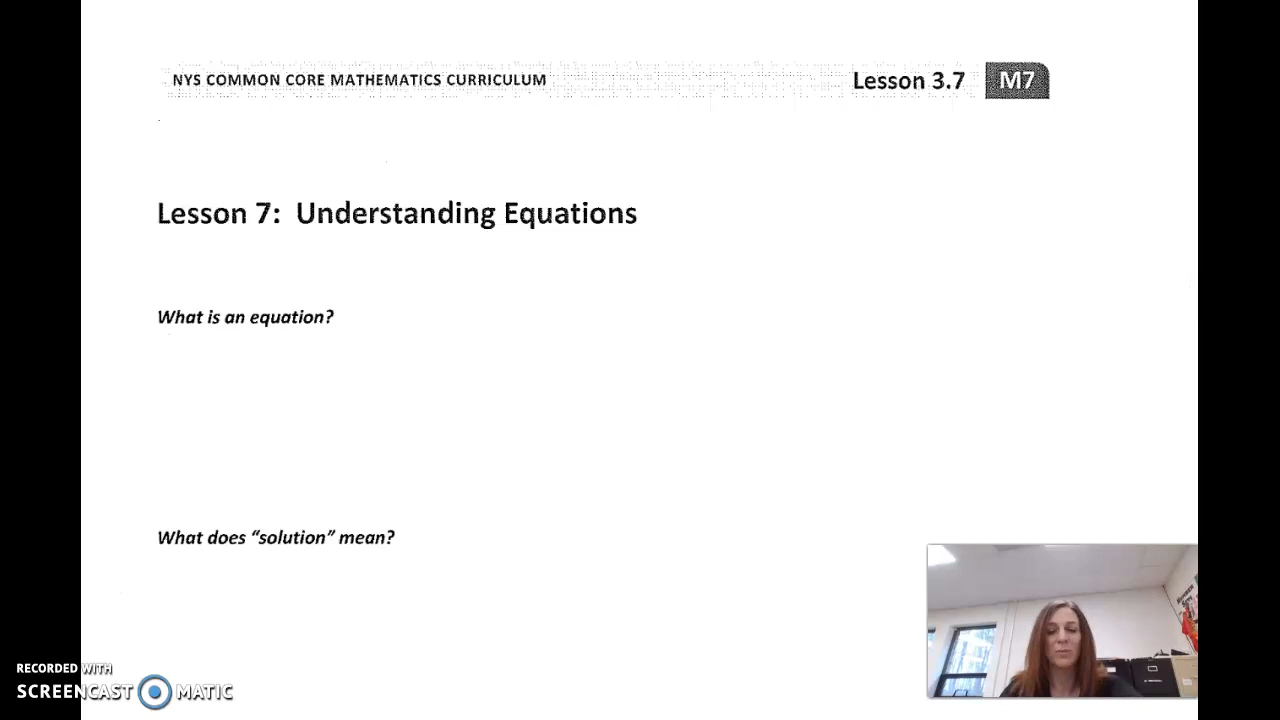 NYS COMMON CORE MATHEMATICS CURRICULUM
Lesson 3.7 M7
Lesson 7: Understanding Equations
What is an equation?
What does “solution” mean?
RECORDED WITH
SCREENCAST MATIC